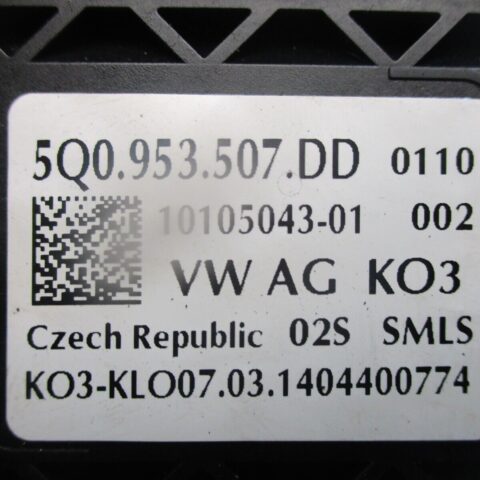 5Q0.953.507.DD 0110
10105043-01 002
VW AG KO3
Czech Republic 02S SMLS
KO3-KLO07.03.1404400774